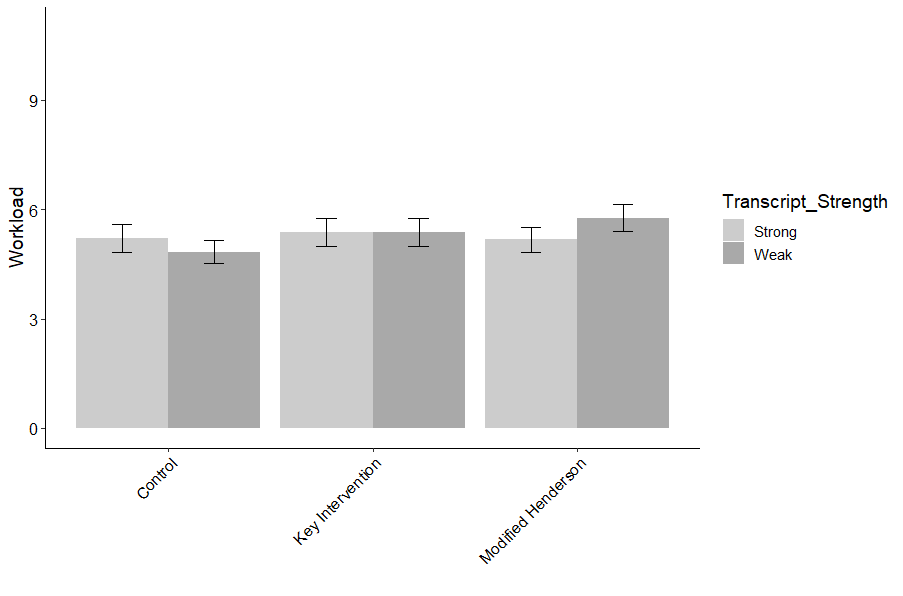 Workload
9
6
3
0
Control
Key Intervention
Modified Henderson
Transcript_Strength
Strong
Weak